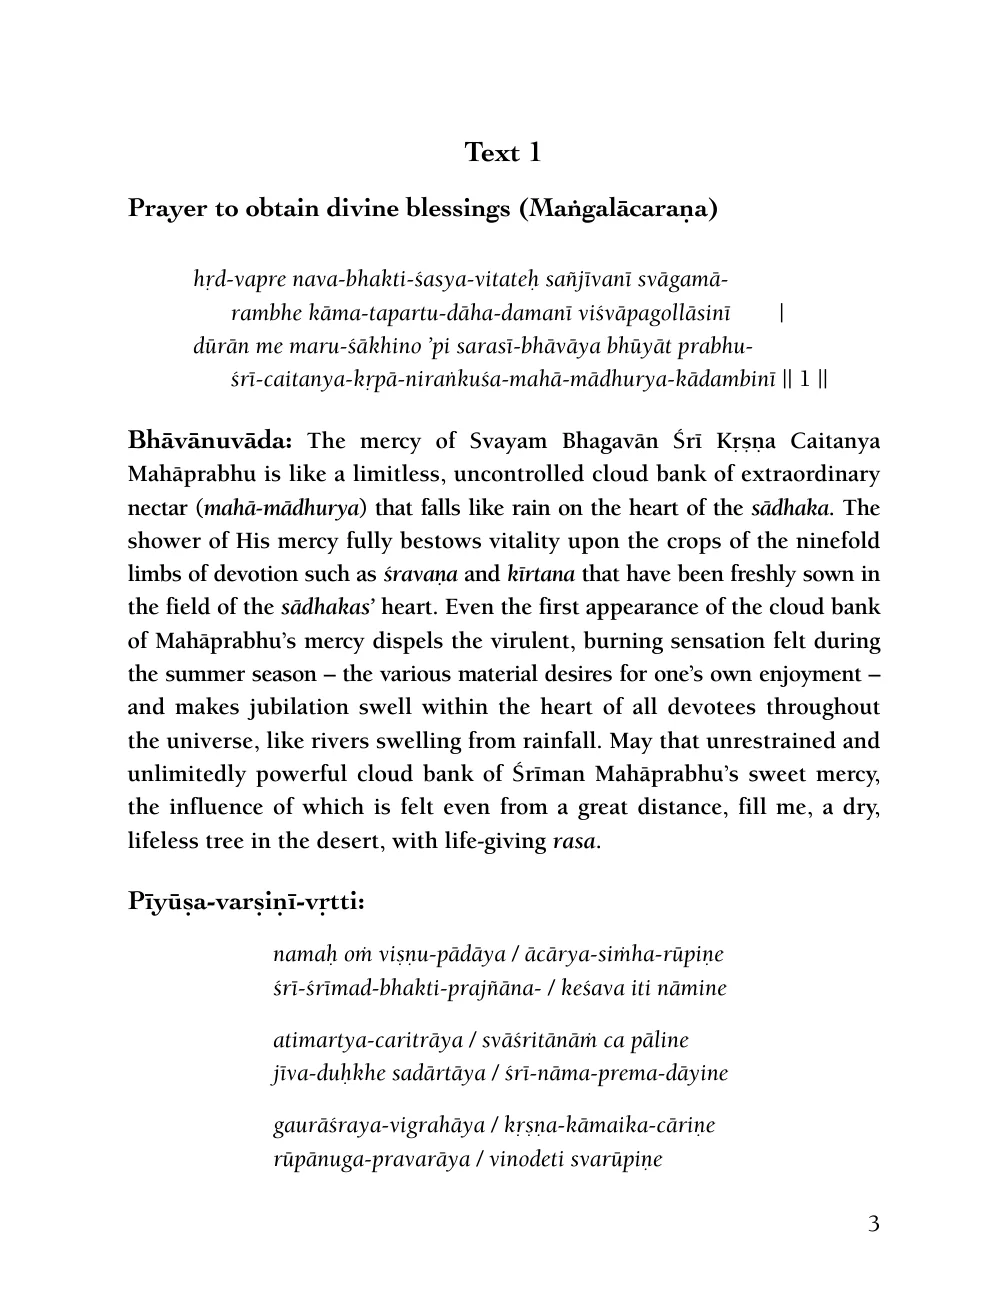 Text 1
Prayer to obtain divine blessings (Maṅgalācaraṇa)
hṛd-vapre nava-bhakti-śasya-vitateḥ sañjīvanī svāgamā-
rambhe kāma-tapartu-dāha-damanī viśvāpagollāsinī |
dūrān me maru-śākhino ’pi sarasī-bhāvāya bhūyāt prabhu-
śrī-caitanya-kṛpā-niraṅkuśa-mahā-mādhurya-kādambinī || 1 ||
Bhāvānuvāda: The mercy of Svayam Bhagavān Śrī Kṛṣṇa Caitanya
Mahāprabhu is like a limitless, uncontrolled cloud bank of extraordinary
nectar (mahā-mādhurya) that falls like rain on the heart of the sādhaka. The
shower of His mercy fully bestows vitality upon the crops of the ninefold
limbs of devotion such as śravaṇa and kīrtana that have been freshly sown in
the field of the sādhakas’ heart. Even the first appearance of the cloud bank
of Mahāprabhu’s mercy dispels the virulent, burning sensation felt during
the summer season – the various material desires for one’s own enjoyment –
and makes jubilation swell within the heart of all devotees throughout
the universe, like rivers swelling from rainfall. May that unrestrained and
unlimitedly powerful cloud bank of Śrīman Mahāprabhu’s sweet mercy,
the influence of which is felt even from a great distance, fill me, a dry,
lifeless tree in the desert, with life-giving rasa.
Pīyūṣa-varṣiṇī-vṛtti:
namaḥ oṁ viṣṇu-pādāya / ācārya-siṁha-rūpiṇe
śrī-śrīmad-bhakti-prajñāna- / keśava iti nāmine
atimartya-caritrāya / svāśritānāṁ ca pāline
jīva-duḥkhe sadārtāya / śrī-nāma-prema-dāyine
gaurāśraya-vigrahāya / kṛṣṇa-kāmaika-cāriṇe
rūpānuga-pravarāya / vinodeti svarūpiṇe
3